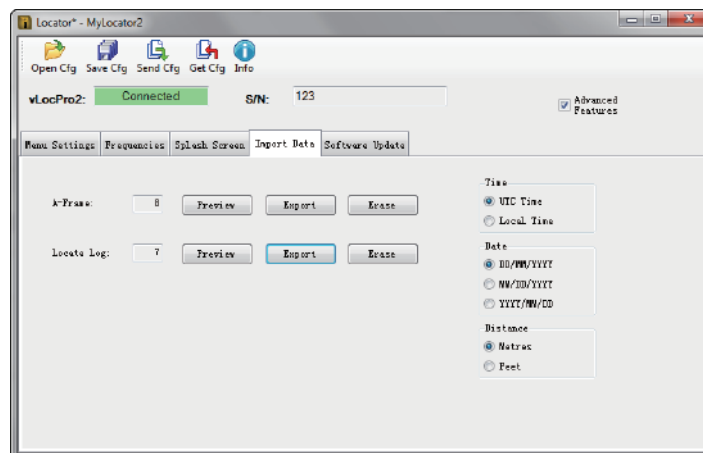 Locator* - MyLocator2
Open Cfg Save Cfg Send Cfg Get Cfg Info
vLocPro2: Connected S/N: 123
Advanced
Features
Menu Settings Frequencies Splash Screen Import Data Software Update
A-Frame: 8 Preview Export Erase
Locate Log: 7 Preview Export Erase
Time
UTC Time
Local Time
Date
DD/MM/YYYY
MM/DD/YYYY
YYYY/MM/DD
Distance
Metres
Feet